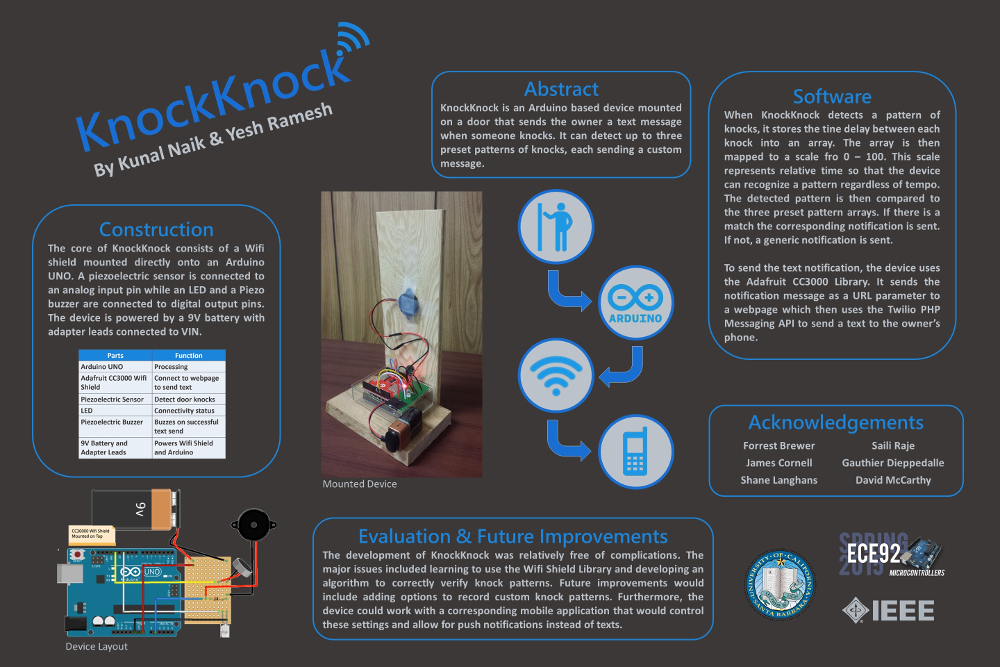 KnockKnock
By Kunal Naik & Yesh Ramesh
Abstract
KnockKnock is an Arduino based device mounted
on a door that sends the owner a text message
when someone knocks. It can detect up to three
preset patterns of knocks, each sending a custom
message.
Software
When KnockKnock detects a pattern of
knocks, it stores the tine delay between each
knock into an array. The array is then
mapped to a scale fro 0 – 100. This scale
represents relative time so that the device
can recognize a pattern regardless of tempo.
The detected pattern is then compared to
the three preset pattern arrays. If there is a
match the corresponding notification is sent.
If not, a generic notification is sent.
To send the text notification, the device uses
the Adafruit CC3000 Library. It sends the
notification message as a URL parameter to
a webpage which then uses the Twilio PHP
Messaging API to send a text to the owner's
phone.
Construction
The core of KnockKnock consists of a Wifi
shield mounted directly onto an Arduino
UNO. A piezoelectric sensor is connected to
an analog input pin while an LED and a Piezo
buzzer are connected to digital output pins.
The device is powered by a 9V battery with
adapter leads connected to VIN.
Parts Function
Arduino UNO Processing
Adafruit CC3000 Wifi Connect to webpage
Shield to send text
Piezoelectric Sensor Detect door knocks
LED Connectivity status
Piezoelectric Buzzer Buzzes on successful
text send
9V Battery and Powers Wifi Shield
Adapter Leads and Arduino
Mounted Device
ARDUINO
Acknowledgements
Forrest Brewer Saili Raje
James Cornell Gauthier Dieppedalle
Shane Langhans David McCarthy
9v
CC3000 Wifi Shield
Mounted on Top
UNO
Device Layout
Evaluation & Future Improvements
The development of KnockKnock was relatively free of complications. The
major issues included learning to use the Wifi Shield Library and developing an
algorithm to correctly verify knock patterns. Future improvements would
include adding options to record custom knock patterns. Furthermore, the
device could work with a corresponding mobile application that would control
these settings and allow for push notifications instead of texts.
UNIVERSITY OF CALIFORNIA
SANTA BARBARA
SPRING
ECE92
2015
MICROCONTROLLERS
IEEE